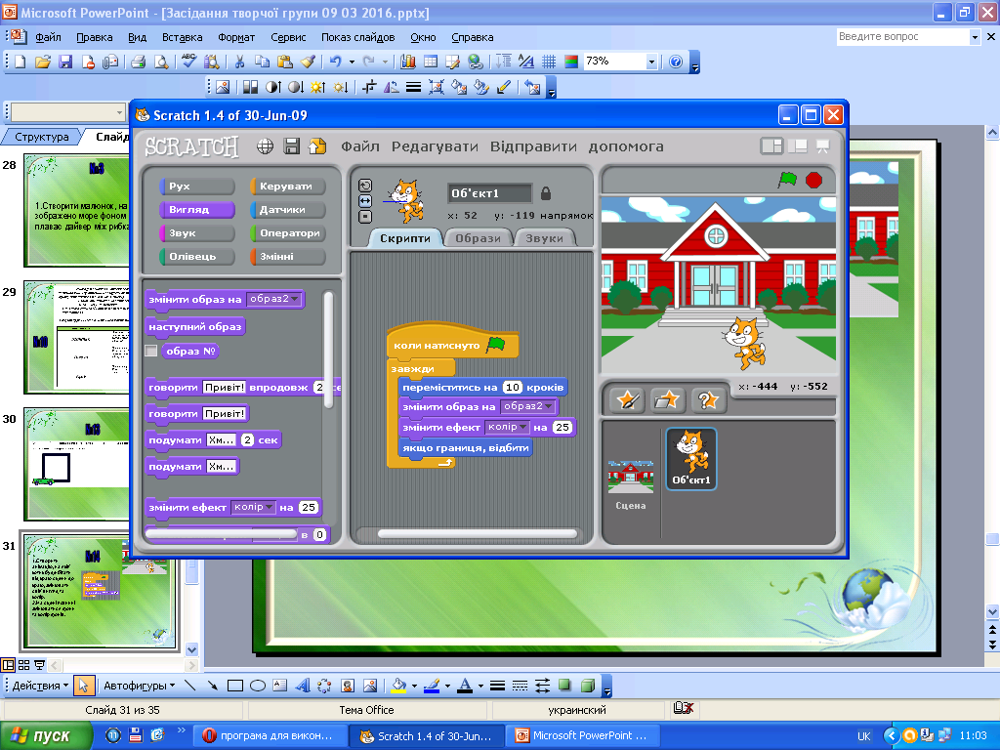 Microsoft PowerPoint - [Засідання творчої групи 09 03 2016.pptx]
Файл Правка Вид Вставка Формат Сервис Показ слайдов Окно Справка
Введите вопрос
73%
Структура Слайд
28
1.Створити малюнок, на
зображено море фоном
плаває дайвер між рибка
29
30
31
Scratch 1.4 of 30-Jun-09
SCRATCH Файл Редагувати Відправити допомога
Рух Керувати
Вигляд Датчики
Звук Оператори
Олівець Змінні
змінити образ на образ2
наступний образ
образ №
говорити Привіт! впродовж 2 се
говорити Привіт!
подумати Хм... 2 сек
подумати Хм...
змінити ефект колір на 25
в 0
Об'єкт1
x: 52 y: -119 напрямок
Скрипти Образи Звуки
коли натиснуто
завжди
переміститись на 10 кроків
змінити образ на образ2
змінити ефект колір на 25
якщо границя, відбити
x: -444 y: -552
Об'єкт1
Сцена
Действия Автофигуры
Слайд 31 из 35 Тема Office украинский
пуск програма для викон... Scratch 1.4 of 30-Jun... Microsoft PowerPoint ... UK 11:03